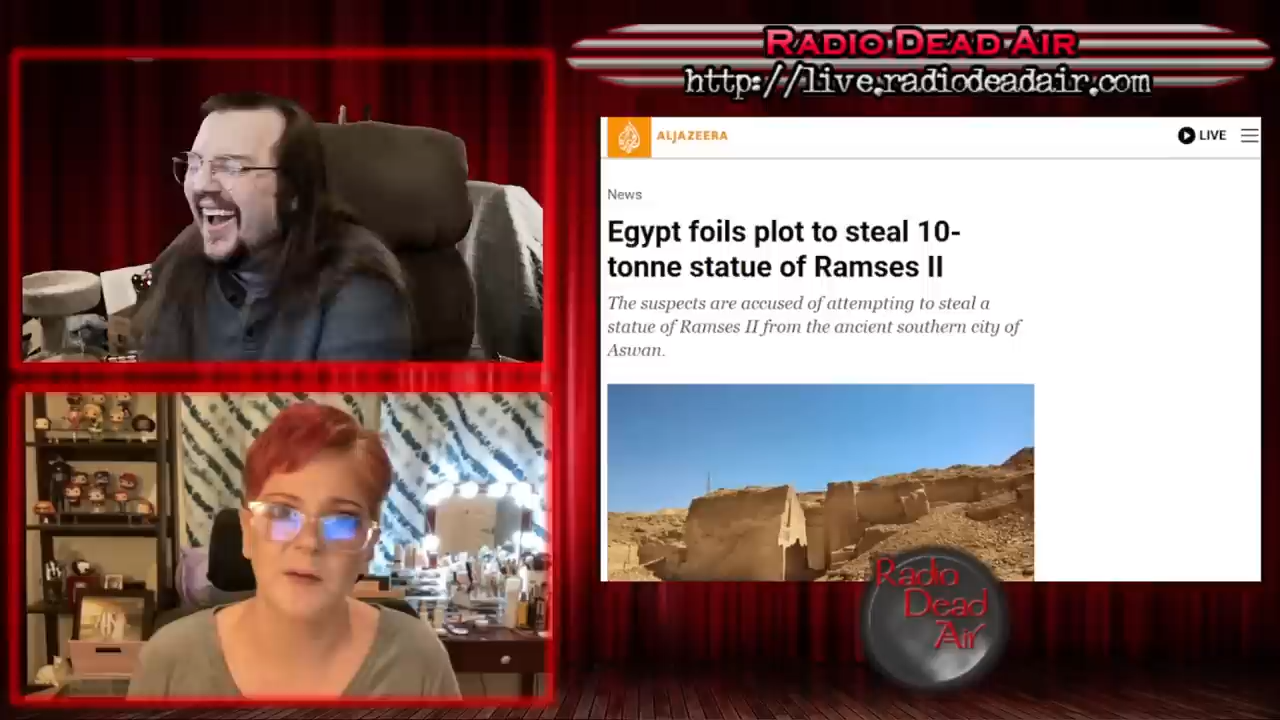 RADIO DEAD AIR
http://live.radiodeadair.com
ALJAZEERA
LIVE
News
Egypt foils plot to steal 10-
tonne statue of Ramses II
The suspects are accused of attempting to steal a
statue of Ramses II from the ancient southern city of
Aswan.
Radio
Dead
Air